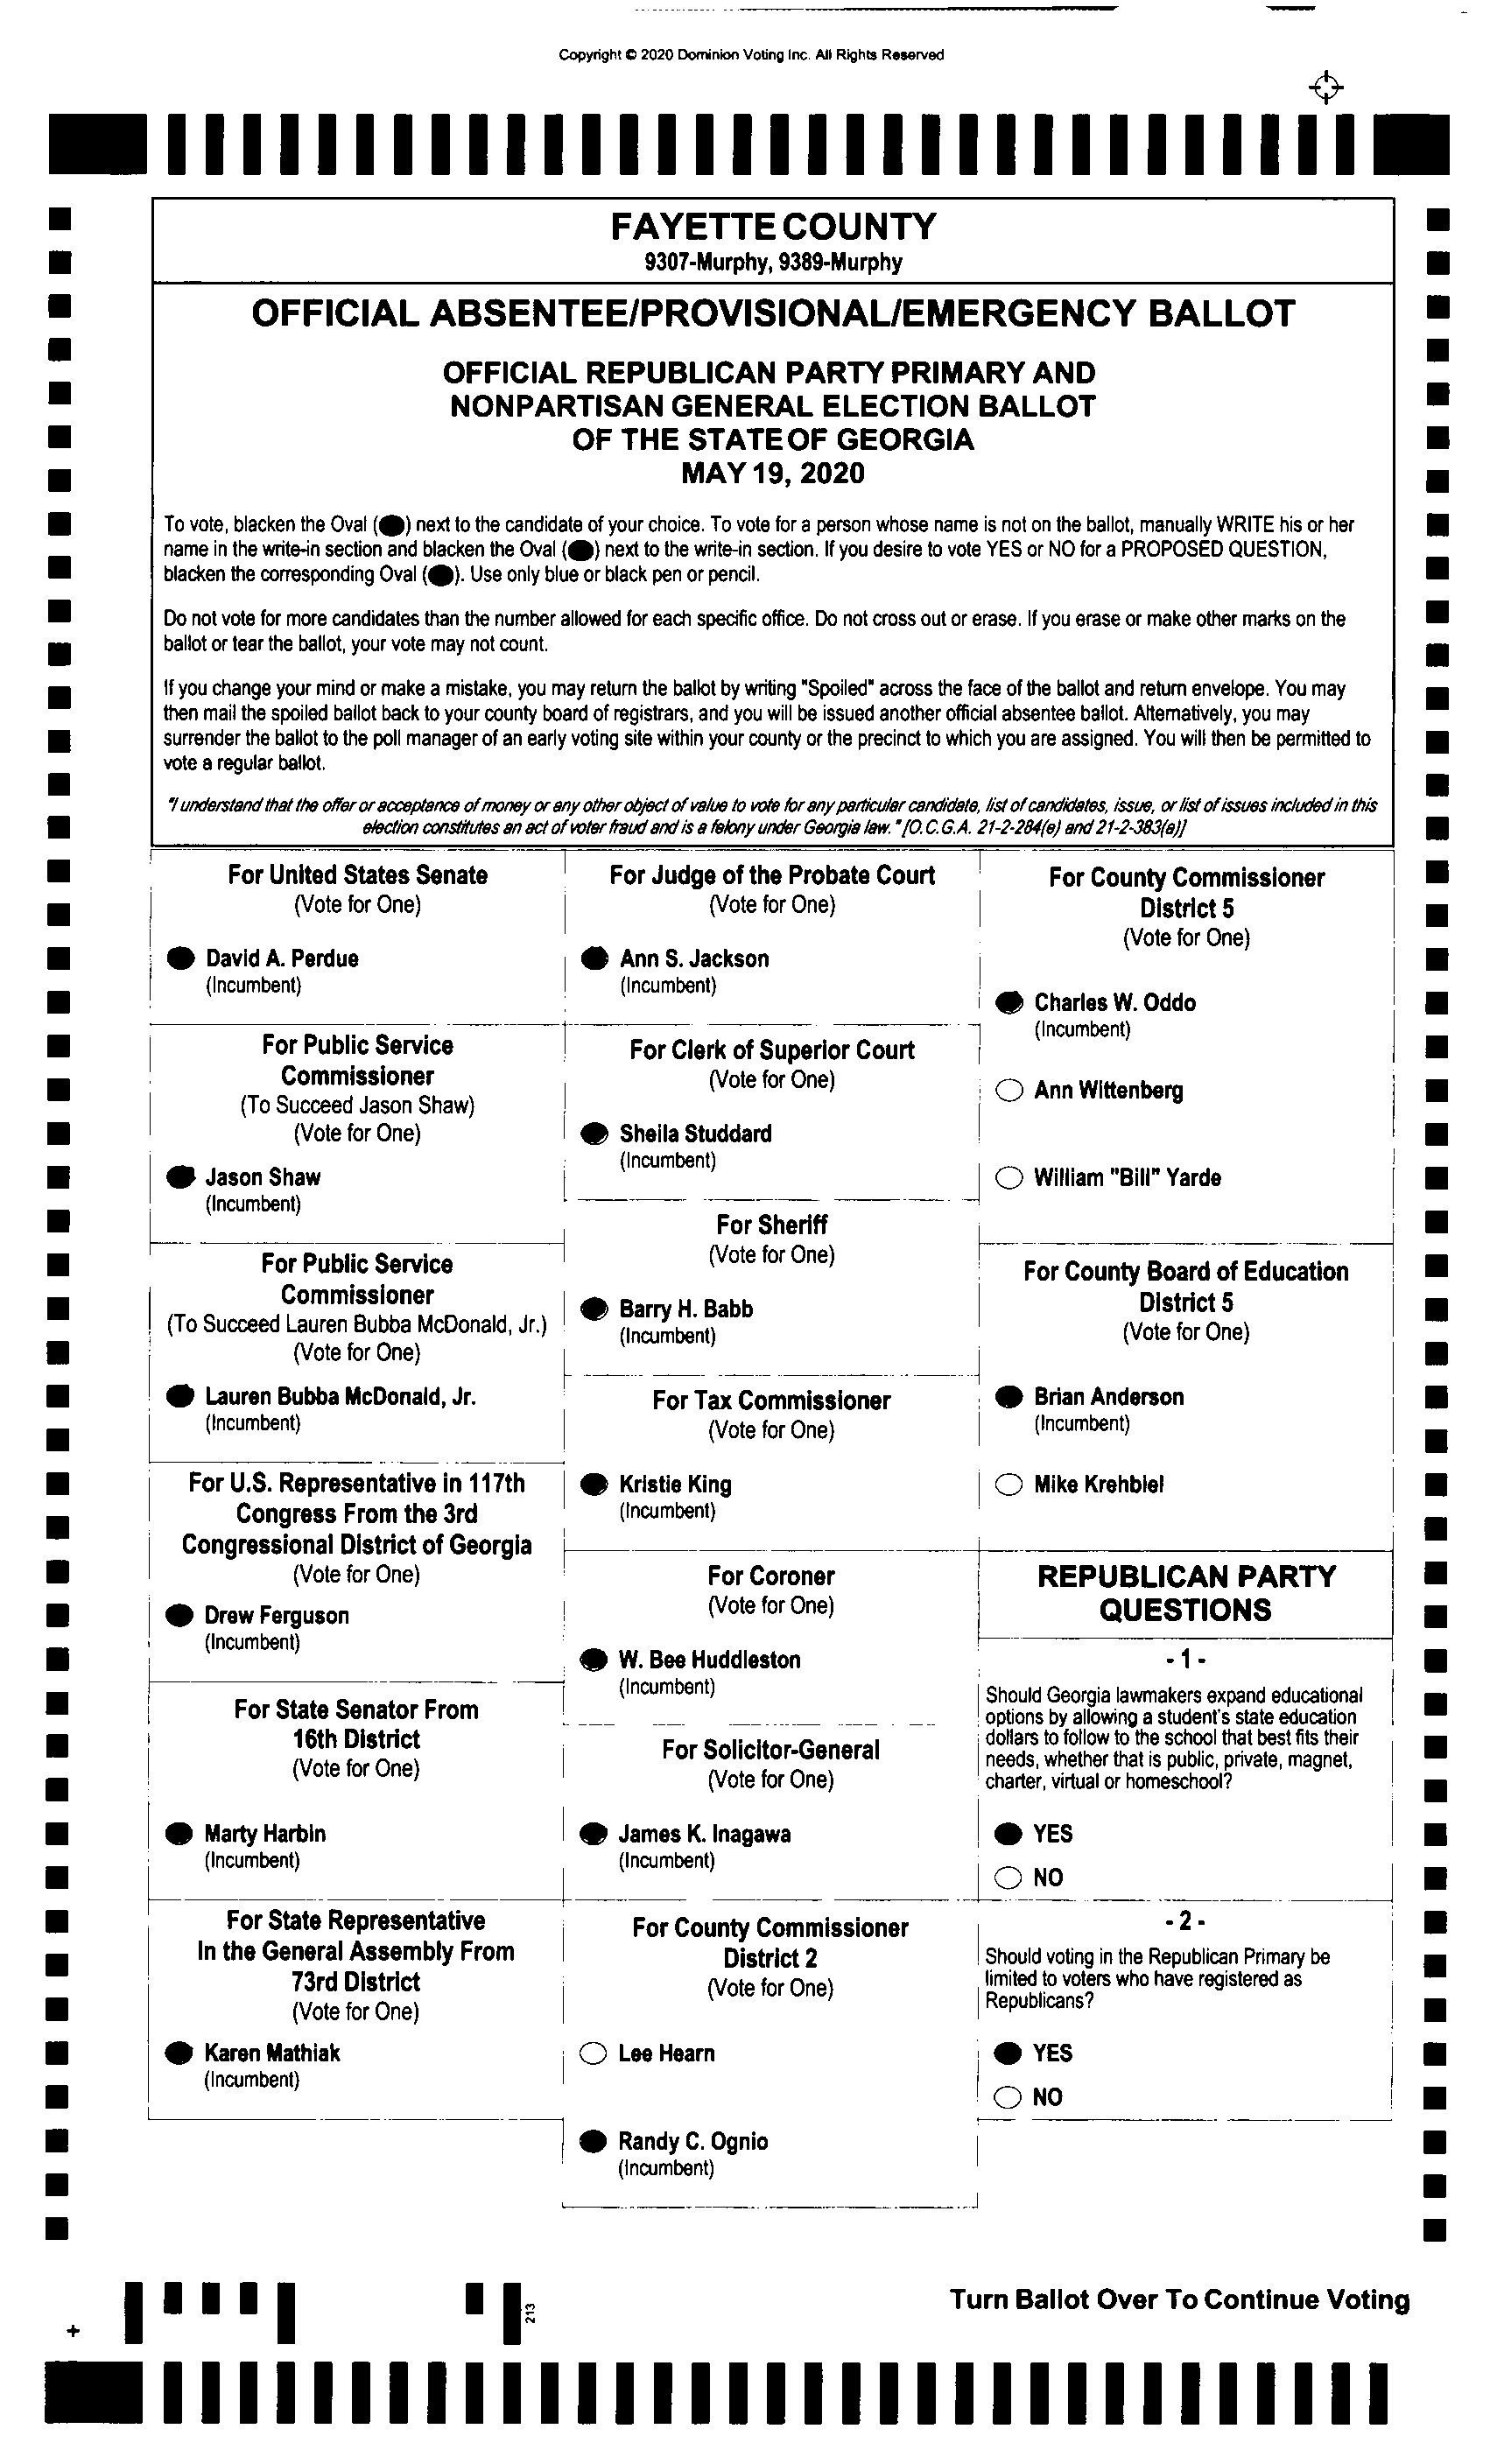 Copyright © 2020 Dominion Voting Inc. All Rights Reserved
FAYETTE COUNTY
9307-Murphy, 9389-Murphy
OFFICIAL ABSENTEE/PROVISIONAL/EMERGENCY BALLOT
OFFICIAL REPUBLICAN PARTY PRIMARY AND
NONPARTISAN GENERAL ELECTION BALLOT
OF THE STATE OF GEORGIA
MAY 19, 2020
To vote, blacken the Oval ( ) next to the candidate of your choice. To vote for a person whose name is not on the ballot, manually WRITE his or her
name in the write-in section and blacken the Oval ( ) next to the write-in section. If you desire to vote YES or NO for a PROPOSED QUESTION,
blacken the corresponding Oval ( ). Use only blue or black pen or pencil.
Do not vote for more candidates than the number allowed for each specific office. Do not cross out or erase. If you erase or make other marks on the
ballot or tear the ballot, your vote may not count.
If you change your mind or make a mistake, you may return the ballot by writing "Spoiled" across the face of the ballot and return envelope. You may
then mail the spoiled ballot back to your county board of registrars, and you will be issued another official absentee ballot. Alternatively, you may
surrender the ballot to the poll manager of an early voting site within your county or the precinct to which you are assigned. You will then be permitted to
vote a regular ballot.
"I understand that the offer or acceptance of money or any other object of value to vote for any particular candidate, list of candidates, issue, or list of issues included in this
election constitutes an act of voter fraud and is a felony under Georgia law." [O.C.G.A. 21-2-284(e) and 21-2-383(a)]
For United States Senate
(Vote for One)
David A. Perdue
(Incumbent)
For Public Service
Commissioner
(To Succeed Jason Shaw)
(Vote for One)
Jason Shaw
(Incumbent)
For Public Service
Commissioner
(To Succeed Lauren Bubba McDonald, Jr.)
(Vote for One)
Lauren Bubba McDonald, Jr.
(Incumbent)
For U.S. Representative in 117th
Congress From the 3rd
Congressional District of Georgia
(Vote for One)
Drew Ferguson
(Incumbent)
For State Senator From
16th District
(Vote for One)
Marty Harbin
(Incumbent)
For State Representative
In the General Assembly From
73rd District
(Vote for One)
Karen Mathiak
(Incumbent)
For Judge of the Probate Court
(Vote for One)
Ann S. Jackson
(Incumbent)
For Clerk of Superior Court
(Vote for One)
Sheila Studdard
(Incumbent)
For Sheriff
(Vote for One)
Barry H. Babb
(Incumbent)
For Tax Commissioner
(Vote for One)
Kristie King
(Incumbent)
For Coroner
(Vote for One)
W. Bee Huddleston
(Incumbent)
For Solicitor-General
(Vote for One)
James K. Inagawa
(Incumbent)
For County Commissioner
District 2
(Vote for One)
Lee Hearn
Randy C. Ognio
(Incumbent)
For County Commissioner
District 5
(Vote for One)
Charles W. Oddo
(Incumbent)
Ann Wittenberg
William "Bill" Yarde
For County Board of Education
District 5
(Vote for One)
Brian Anderson
(Incumbent)
Mike Krehbiel
REPUBLICAN PARTY
QUESTIONS
- 1 -
Should Georgia lawmakers expand educational
options by allowing a student's state education
dollars to follow to the school that best fits their
needs, whether that is public, private, magnet,
charter, virtual or homeschool?
YES
NO
- 2 -
Should voting in the Republican Primary be
limited to voters who have registered as
Republicans?
YES
NO
213
Turn Ballot Over To Continue Voting